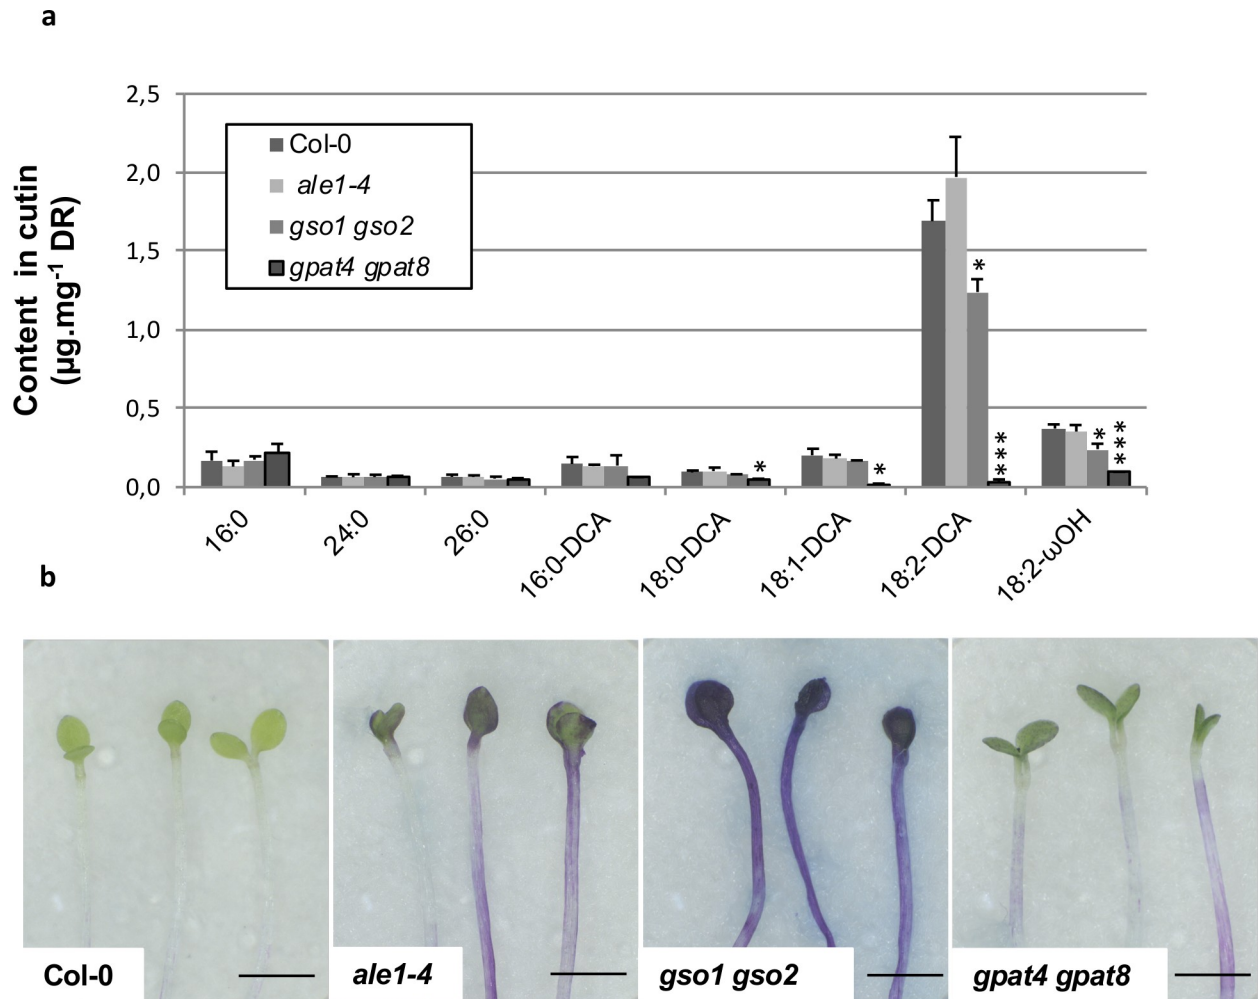 a
Content in cutin
(µg.mg⁻¹ DR)
2,5
2,0
1,5
1,0
0,5
0,0
Col-0
ale1-4
gso1 gso2
gpat4 gpat8
*
*
*
***
*
***
16:0
24:0
26:0
16:0-DCA
18:0-DCA
18:1-DCA
18:2-DCA
18:2-ωOH
b
Col-0
ale1-4
gso1 gso2
gpat4 gpat8